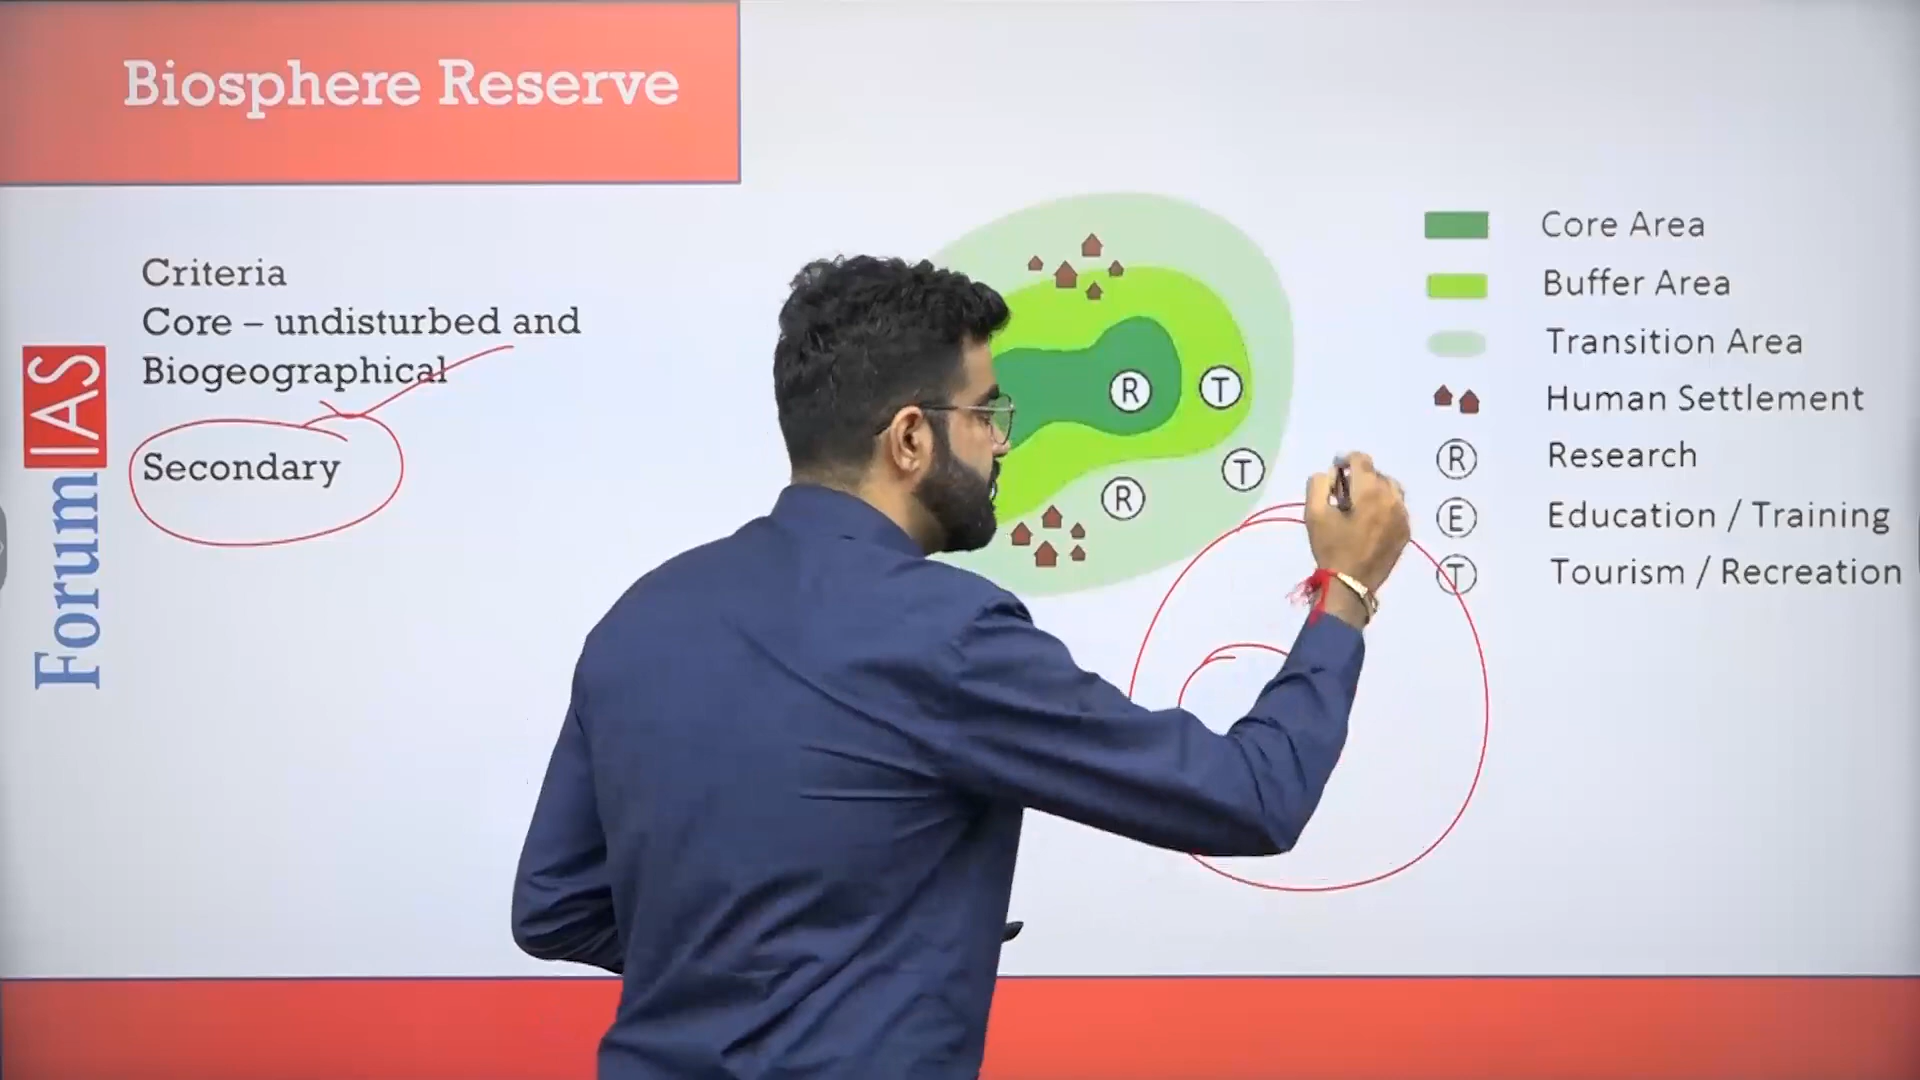 Biosphere Reserve
Criteria
Core – undisturbed and
Biogeographical
Secondary
ForumIAS
R
T
T
R
Core Area
Buffer Area
Transition Area
Human Settlement
R Research
E Education / Training
T Tourism / Recreation